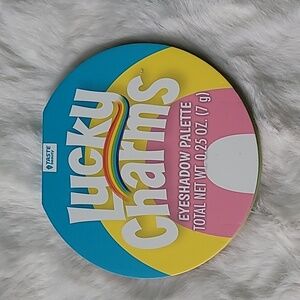 TASTE
Lucky
Charms
EYESHADOW PALETTE
TOTAL NET WT. 0.25 OZ. (7 g)